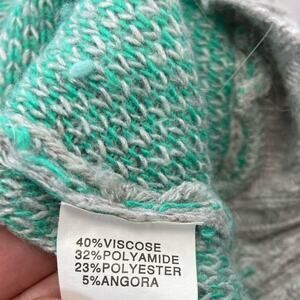 40%VISCOSE
32%POLYAMIDE
23%POLYESTER
5%ANGORA